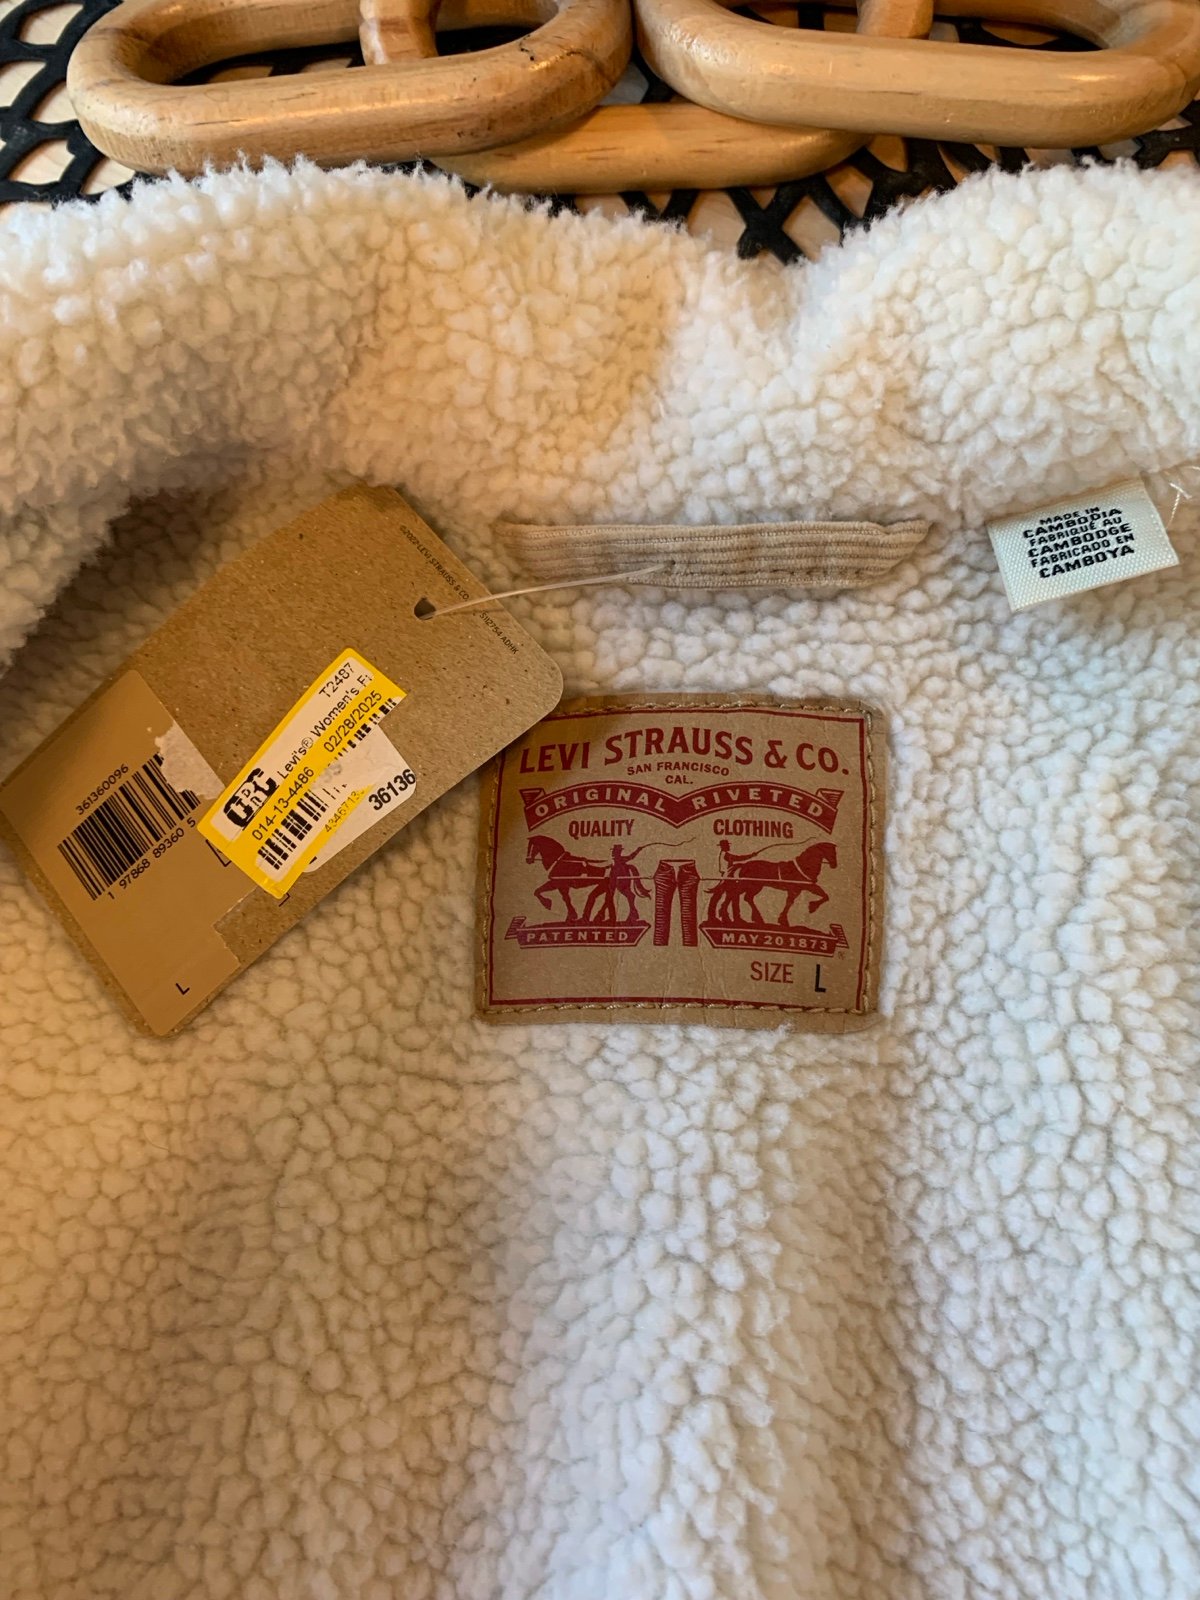 ©2022 LEVI STRAUSS & CO.
S112754 ADHK
T2487
Levi's® Women's F
014-13-4486 02/28/2025
36136
361360096
1 97868 89360 5
L
MADE IN
CAMBODIA
FABRIQUÉ AU
CAMBODGE
FABRICADO EN
CAMBOYA
LEVI STRAUSS & CO.
SAN FRANCISCO
CAL.
ORIGINAL RIVETED
QUALITY CLOTHING
PATENTED MAY 20 1873
SIZE L